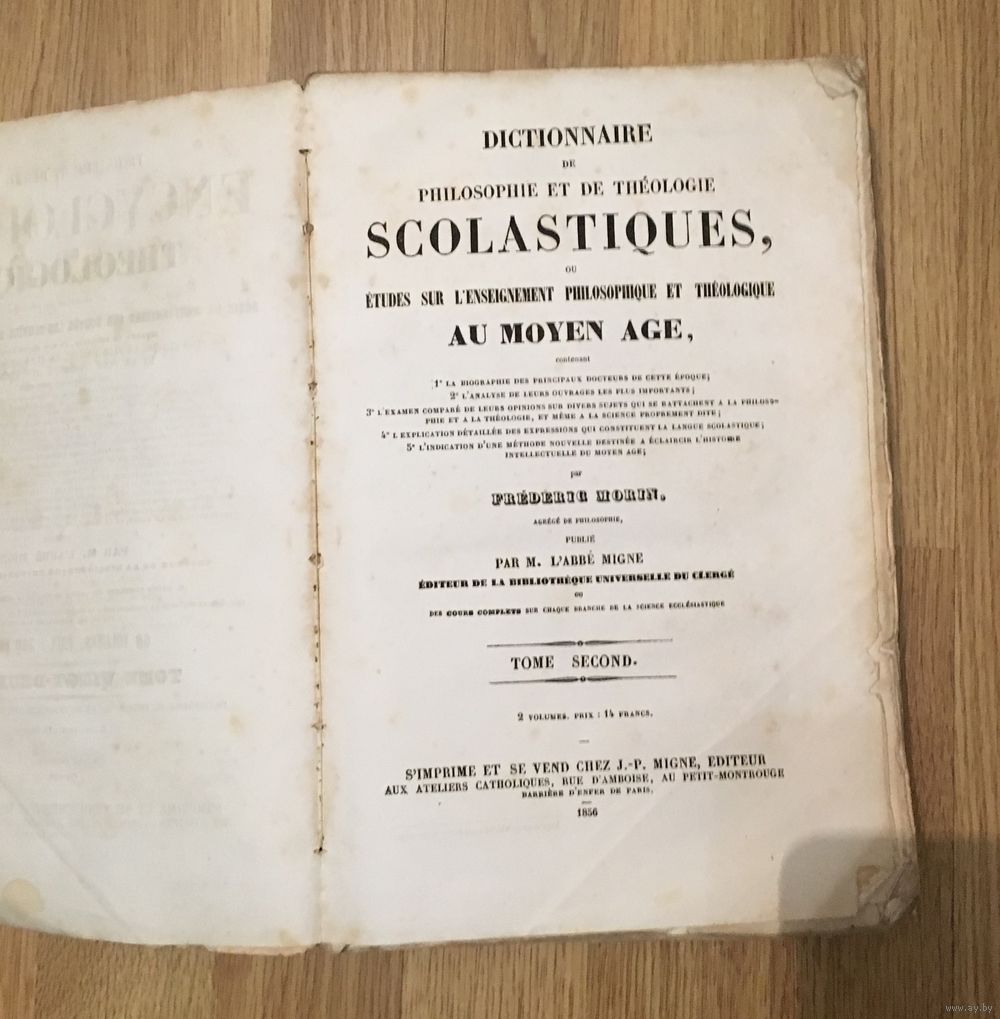 DICTIONNAIRE
DE
PHILOSOPHIE ET DE THÉOLOGIE
SCOLASTIQUES,
OU
ÉTUDES SUR L'ENSEIGNEMENT PHILOSOPHIQUE ET THÉOLOGIQUE
AU MOYEN AGE,
contenant
1° LA BIOGRAPHIE DES PRINCIPAUX DOCTEURS DE CETTE ÉPOQUE;
2° L'ANALYSE DE LEURS OUVRAGES LES PLUS IMPORTANTS;
3° L'EXAMEN COMPARÉ DE LEURS OPINIONS SUR DIVERS SUJETS QUI SE RATTACHENT A LA PHILOSO-
PHIE ET A LA THÉOLOGIE, ET MÊME A LA SCIENCE PROPREMENT DITE;
4° L EXPLICATION DÉTAILLÉE DES EXPRESSIONS QUI CONSTITUENT LA LANGUE SCOLASTIQUE;
5° L'INDICATION D'UNE MÉTHODE NOUVELLE DESTINÉE A ÉCLAIRCIR L'HISTOIRE
INTELLECTUELLE DU MOYEN AGE;
par
FRÉDERIC MORIN.
AGRÉGÉ DE PHILOSOPHIE,
PUBLIÉ
PAR M. L'ABBÉ MIGNE
ÉDITEUR DE LA BIBLIOTHÈQUE UNIVERSELLE DU CLERGÉ
OU
DES COURS COMPLETS SUR CHAQUE BRANCHE DE LA SCIENCE ECCLÉSIASTIQUE
TOME SECOND.
2 VOLUMES. PRIX : 14 FRANCS.
S'IMPRIME ET SE VEND CHEZ J.-P. MIGNE, EDITEUR
AUX ATELIERS CATHOLIQUES, RUE D'AMBOISE, AU PETIT-MONTROUGE
BARRIÈRE D'ENFER DE PARIS.
1856
www.ay.by